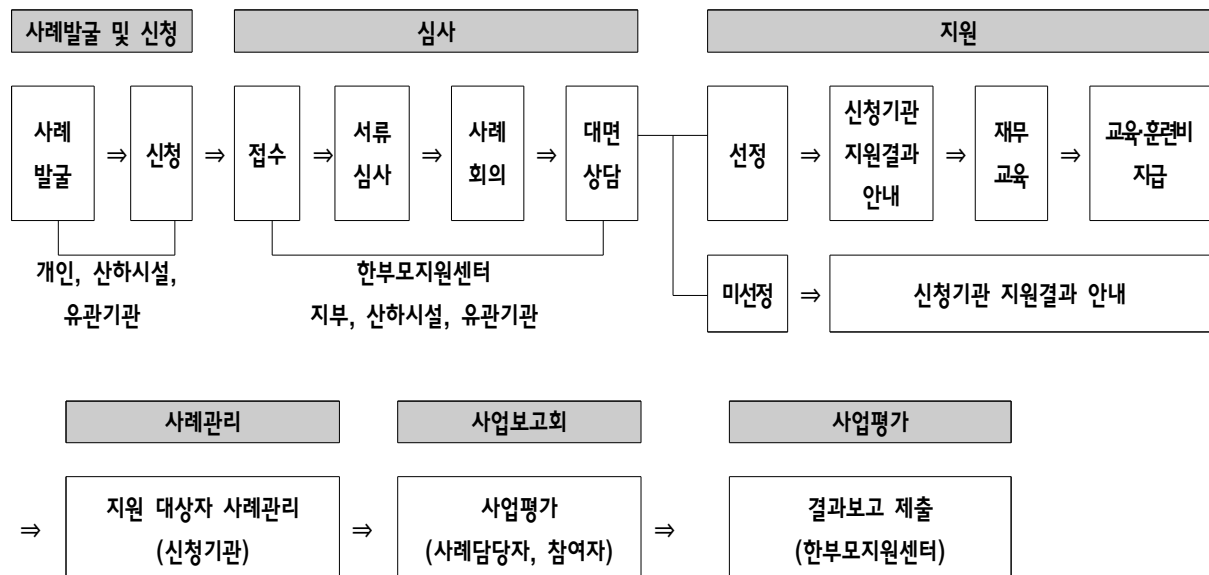 사례발굴 및 신청
심사
지원
사례
발굴
⇒
신청
⇒
접수
⇒
서류
심사
⇒
사례
회의
⇒
대면
상담
선정
⇒
신청기관
지원결과
안내
⇒
재무
교육
⇒
교육·훈련비
지급
개인, 산하시설,
유관기관
한부모지원센터
지부, 산하시설, 유관기관
미선정
⇒
신청기관 지원결과 안내
사례관리
사업보고회
사업평가
⇒
지원 대상자 사례관리
(신청기관)
⇒
사업평가
(사례담당자, 참여자)
⇒
결과보고 제출
(한부모지원센터)